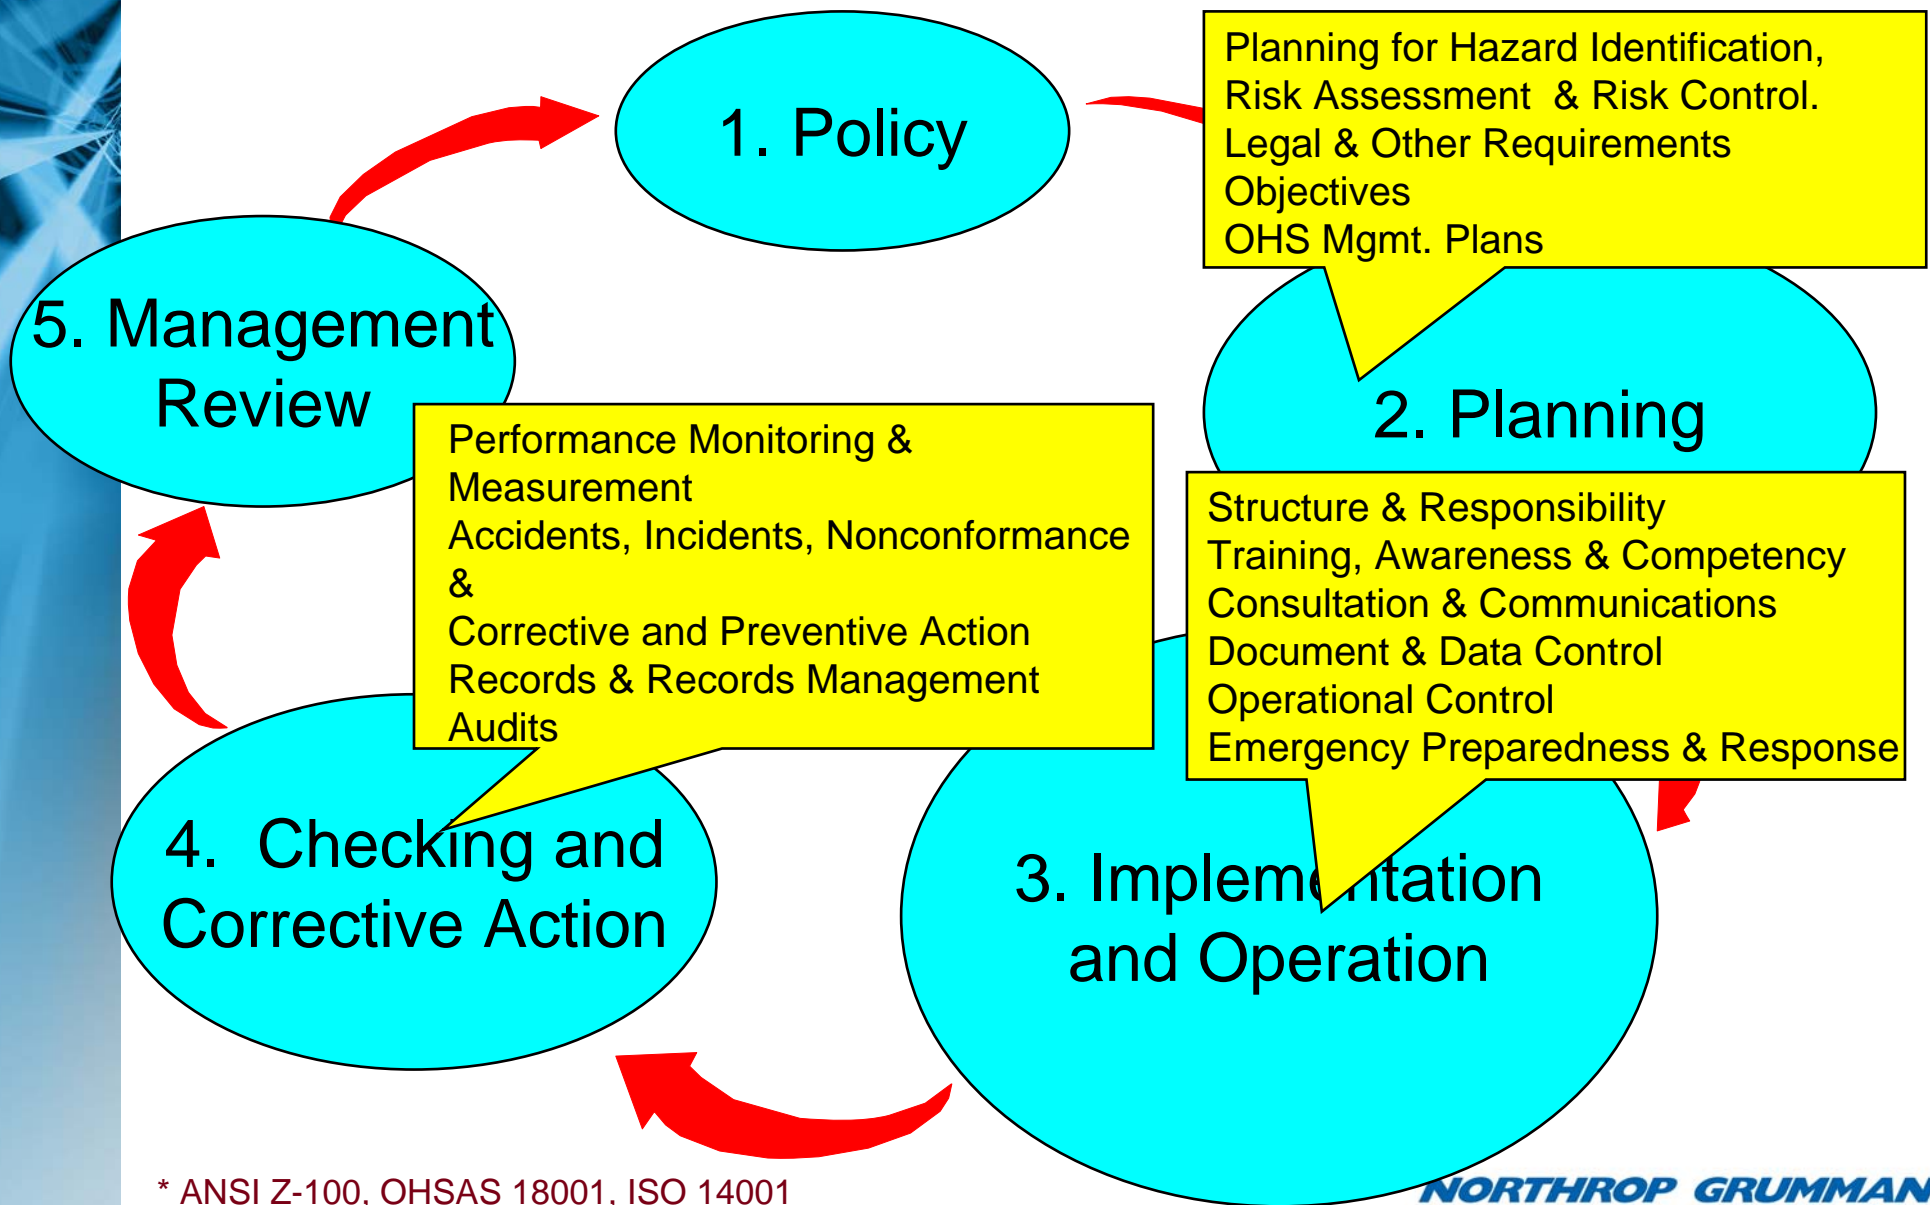 1. Policy
Planning for Hazard Identification,
Risk Assessment & Risk Control.
Legal & Other Requirements
Objectives
OHS Mgmt. Plans
2. Planning
5. Management
Review
Performance Monitoring &
Measurement
Accidents, Incidents, Nonconformance
&
Corrective and Preventive Action
Records & Records Management
Audits
Structure & Responsibility
Training, Awareness & Competency
Consultation & Communications
Document & Data Control
Operational Control
Emergency Preparedness & Response
4. Checking and
Corrective Action
3. Implementation
and Operation
* ANSI Z-100, OHSAS 18001, ISO 14001
NORTHROP GRUMMAN